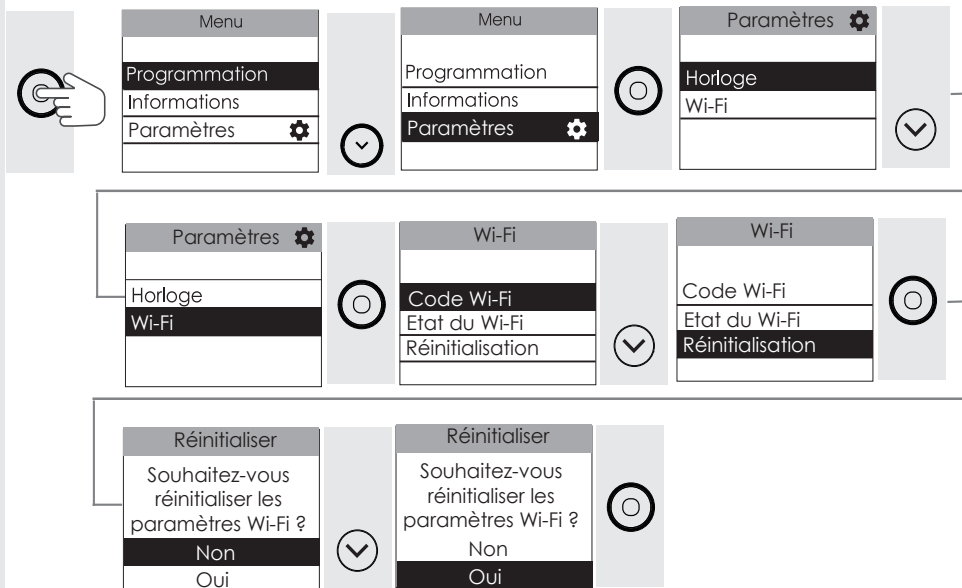 Menu
Programmation
Informations
Paramètres
Menu
Programmation
Informations
Paramètres
Paramètres
Horloge
Wi-Fi
Paramètres
Horloge
Wi-Fi
Wi-Fi
Code Wi-Fi
Etat du Wi-Fi
Réinitialisation
Wi-Fi
Code Wi-Fi
Etat du Wi-Fi
Réinitialisation
Réinitialiser
Souhaitez-vous
réinitialiser les
paramètres Wi-Fi ?
Non
Oui
Réinitialiser
Souhaitez-vous
réinitialiser les
paramètres Wi-Fi ?
Non
Oui